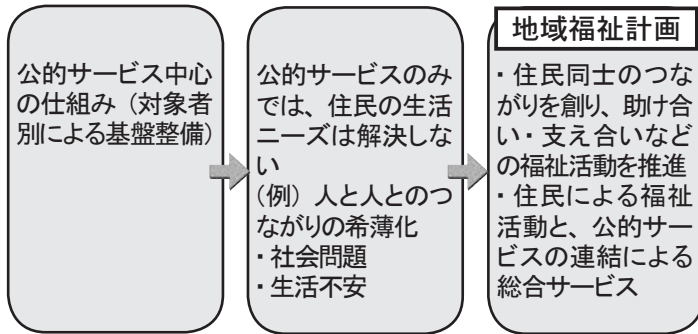 公的サービス中心
の仕組み（対象者
別による基盤整備）
公的サービスのみ
では、住民の生活
ニーズは解決しな
い
（例）人と人とのつ
ながりの希薄化
・社会問題
・生活不安
地域福祉計画
・住民同士のつな
がりを創り、助け合
い・支え合いなど
の福祉活動を推進
・住民による福祉
活動と、公的サー
ビスの連結による
総合サービス